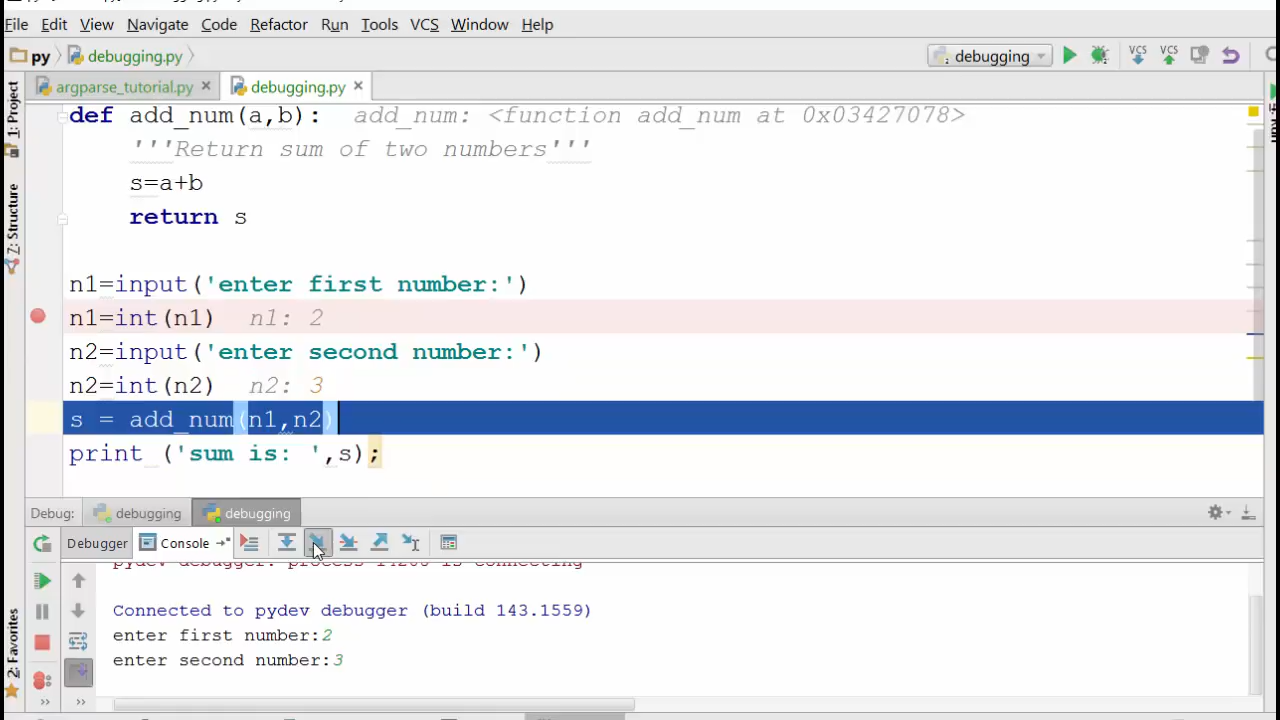 File Edit View Navigate Code Refactor Run Tools VCS Window Help
py debugging.py debugging VCS VCS
argparse_tutorial.py debugging.py
1: Project
Z: Structure
2: Favorites
def add_num(a,b): add_num: <function add_num at 0x03427078>
'''Return sum of two numbers'''
s=a+b
return s
n1=input('enter first number:')
n1=int(n1) n1: 2
n2=input('enter second number:')
n2=int(n2) n2: 3
s = add_num(n1,n2)
print ('sum is: ',s);
Debug: debugging debugging
Debugger Console
Connected to pydev debugger (build 143.1559)
enter first number:2
enter second number:3